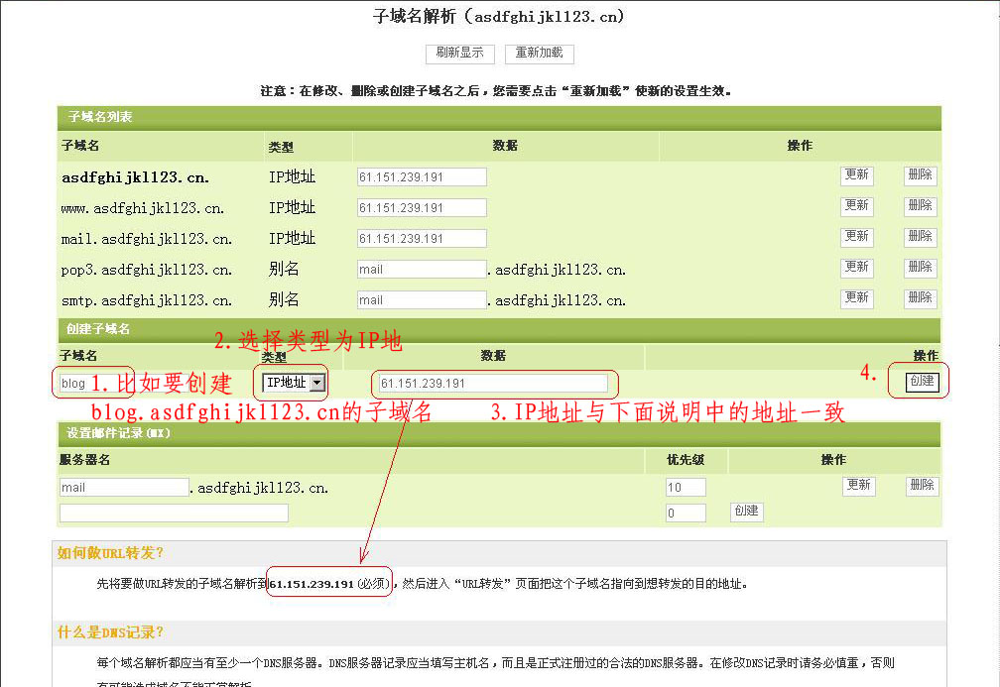 子域名解析（asdfghijkl123.cn）
刷新显示 重新加载
注意：在修改、删除或创建子域名之后，您需要点击“重新加载”使新的设置生效。
子域名列表
子域名 类型 数据 操作
asdfghijkl123.cn. IP地址 61.151.239.191 更新 删除
www.asdfghijkl123.cn. IP地址 61.151.239.191 更新 删除
mail.asdfghijkl123.cn. IP地址 61.151.239.191 更新 删除
pop3.asdfghijkl123.cn. 别名 mail .asdfghijkl123.cn. 更新 删除
smtp.asdfghijkl123.cn. 别名 mail .asdfghijkl123.cn. 更新 删除
创建子域名
2.选择类型为IP地
子域名 类型 数据 操作
blog 1.比如要创建 IP地址 61.151.239.191 4. 创建
blog.asdfghijkl123.cn的子域名 3.IP地址与下面说明中的地址一致
设置邮件记录(MX)
服务器名 优先级 操作
mail .asdfghijkl123.cn. 10 更新 删除
0 创建
如何做URL转发？
先将要做URL转发的子域名解析到61.151.239.191(必须)，然后进入“URL转发”页面把这个子域名指向到想转发的目的地址。
什么是DNS记录？
每个域名解析都应当有至少一个DNS服务器。DNS服务器记录应当填写主机名，而且是正式注册过的合法的DNS服务器。在修改DNS记录时请务必慎重，否则